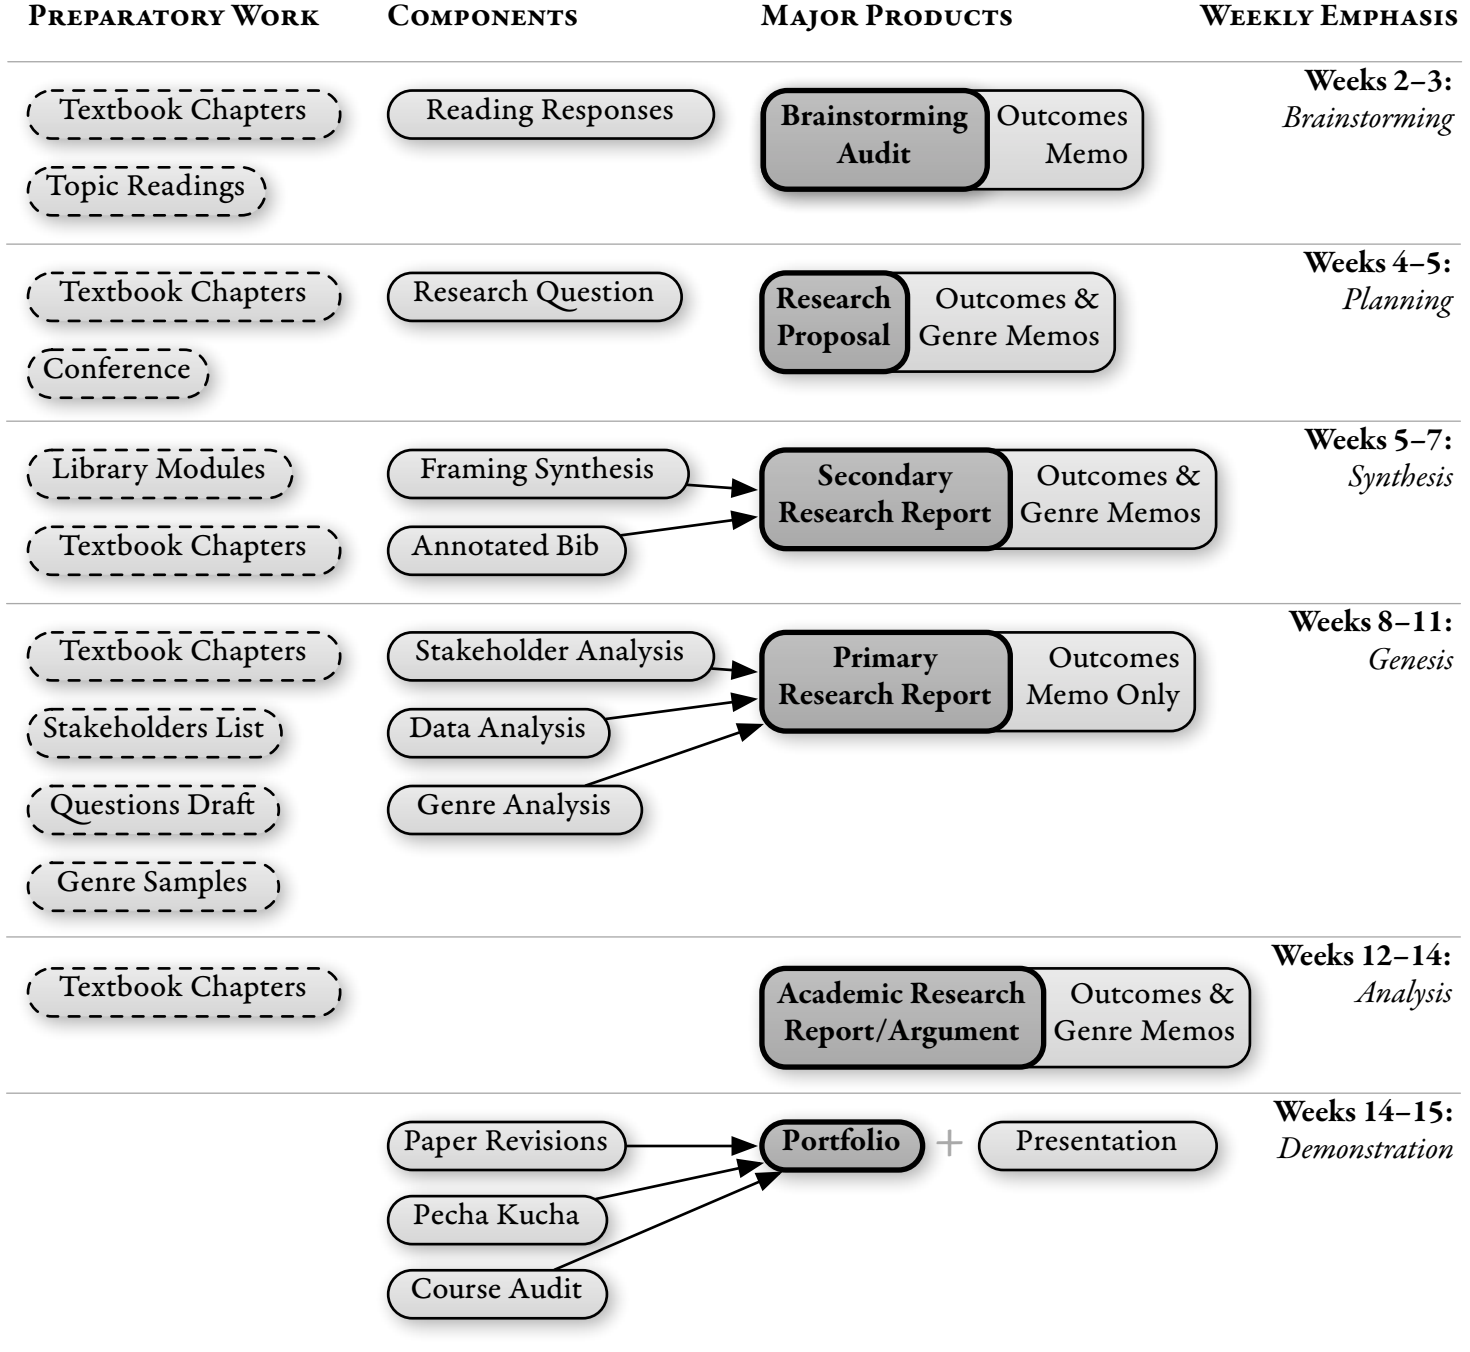 PREPARATORY WORK
COMPONENTS
MAJOR PRODUCTS
WEEKLY EMPHASIS
Textbook Chapters
Topic Readings
Reading Responses
Brainstorming
Audit
Outcomes
Memo
Weeks 2–3:
Brainstorming
Textbook Chapters
Conference
Research Question
Research
Proposal
Outcomes &
Genre Memos
Weeks 4–5:
Planning
Library Modules
Textbook Chapters
Framing Synthesis
Annotated Bib
Secondary
Research Report
Outcomes &
Genre Memos
Weeks 5–7:
Synthesis
Textbook Chapters
Stakeholders List
Questions Draft
Genre Samples
Stakeholder Analysis
Data Analysis
Genre Analysis
Primary
Research Report
Outcomes
Memo Only
Weeks 8–11:
Genesis
Textbook Chapters
Academic Research
Report/Argument
Outcomes &
Genre Memos
Weeks 12–14:
Analysis
Paper Revisions
Pecha Kucha
Course Audit
Portfolio
+
Presentation
Weeks 14–15:
Demonstration